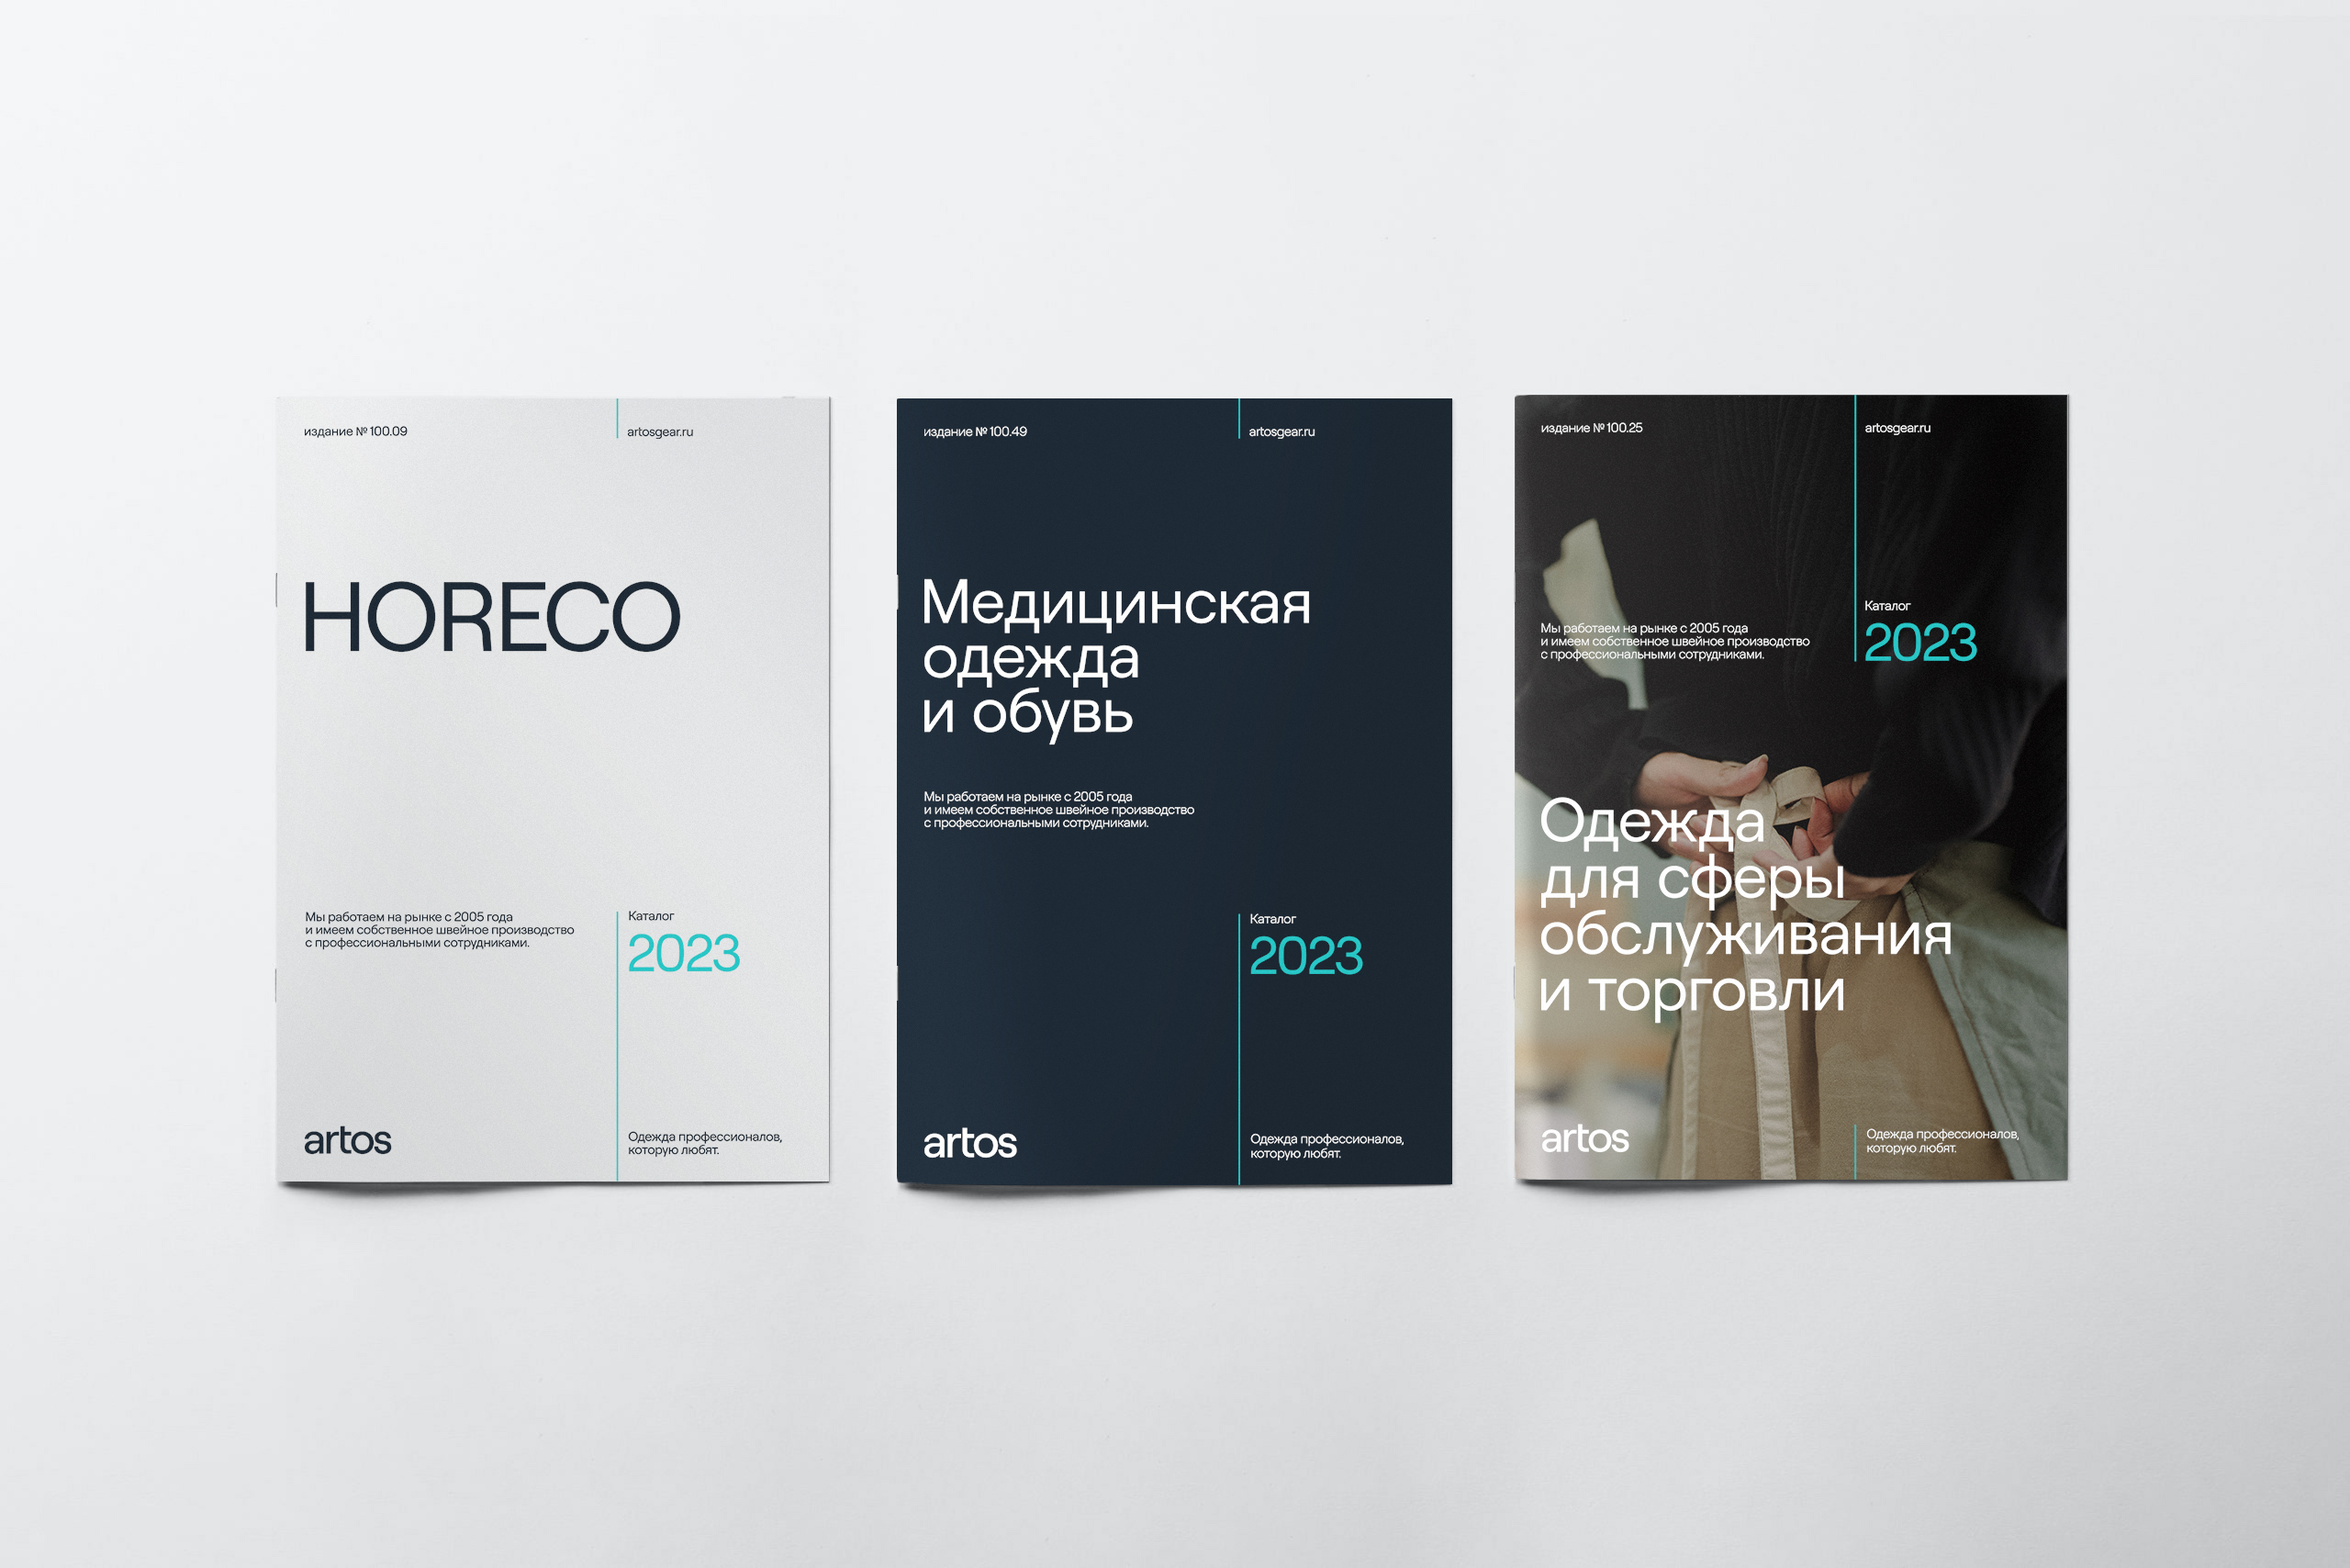 издание № 100.09
artosgear.ru
HORECO
Мы работаем на рынке с 2005 года
и имеем собственное швейное производство
с профессиональными сотрудниками.
Каталог
2023
artos
Одежда профессионалов,
которую любят.
издание № 100.49
artosgear.ru
Медицинская
одежда
и обувь
Мы работаем на рынке с 2005 года
и имеем собственное швейное производство
с профессиональными сотрудниками.
Каталог
2023
artos
Одежда профессионалов,
которую любят.
издание № 100.25
artosgear.ru
Мы работаем на рынке с 2005 года
и имеем собственное швейное производство
с профессиональными сотрудниками.
Каталог
2023
Одежда
для сферы
обслуживания
и торговли
artos
Одежда профессионалов,
которую любят.